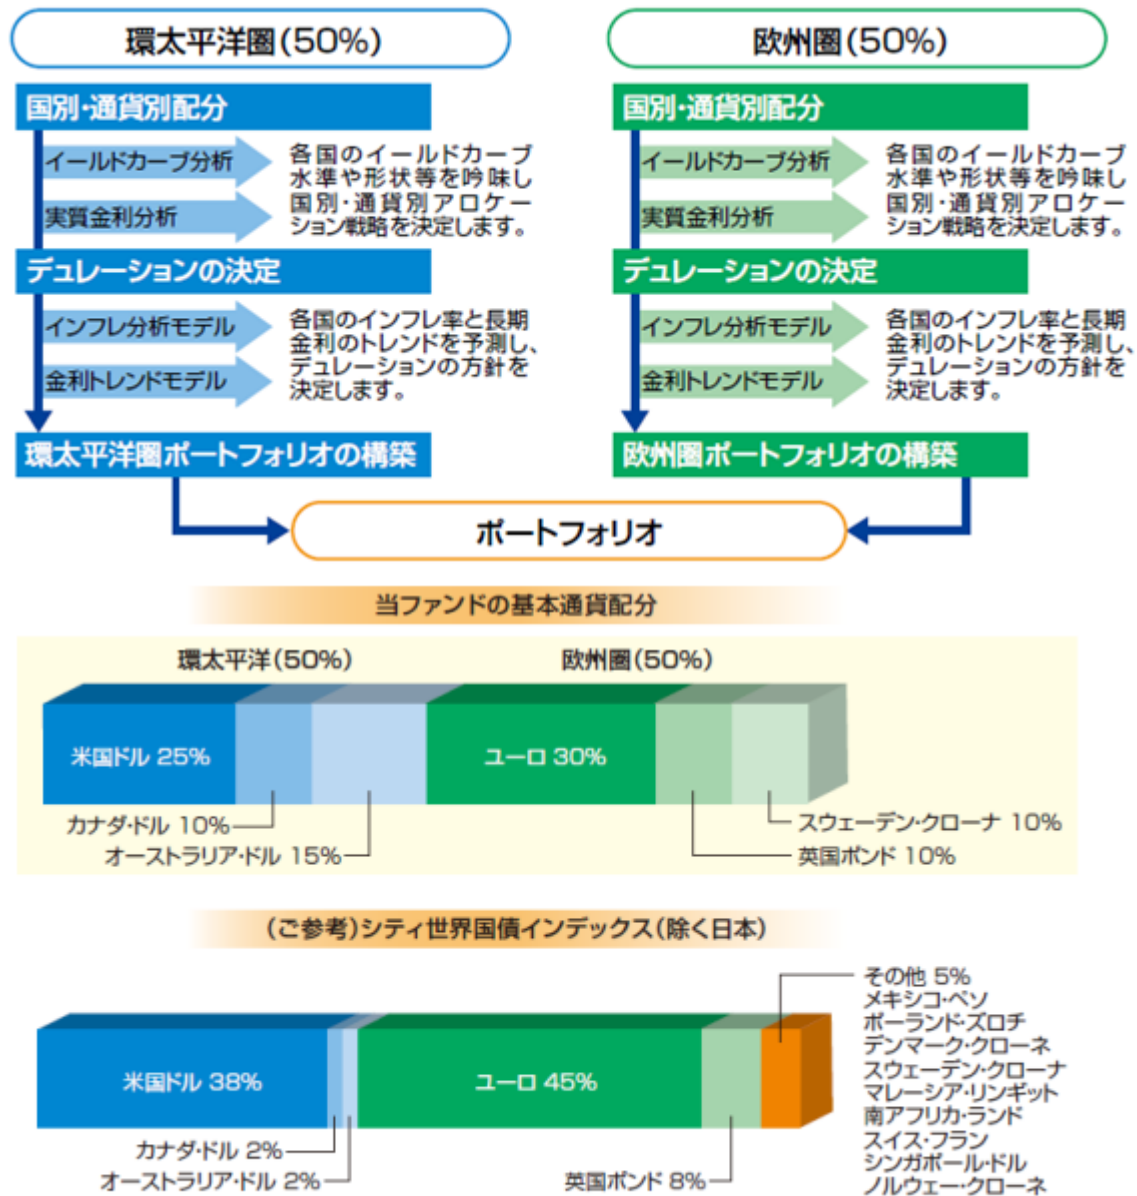 環太平洋圏(50%)
国別・通貨別配分
イールドカーブ分析
実質金利分析
各国のイールドカーブ
水準や形状等を吟味し
国別・通貨別アロケー
ション戦略を決定します。
デュレーションの決定
インフレ分析モデル
金利トレンドモデル
各国のインフレ率と長期
金利のトレンドを予測し、
デュレーションの方針を
決定します。
環太平洋圏ポートフォリオの構築
欧州圏(50%)
国別・通貨別配分
イールドカーブ分析
実質金利分析
各国のイールドカーブ
水準や形状等を吟味し
国別・通貨別アロケー
ション戦略を決定します。
デュレーションの決定
インフレ分析モデル
金利トレンドモデル
各国のインフレ率と長期
金利のトレンドを予測し、
デュレーションの方針を
決定します。
欧州圏ポートフォリオの構築
ポートフォリオ
当ファンドの基本通貨配分
環太平洋(50%)
欧州圏(50%)
米国ドル 25%
ユーロ 30%
カナダ・ドル 10%
オーストラリア・ドル 15%
スウェーデン・クローナ 10%
英国ポンド 10%
(ご参考)シティ世界国債インデックス(除く日本)
米国ドル 38%
ユーロ 45%
カナダ・ドル 2%
オーストラリア・ドル 2%
英国ポンド 8%
その他 5%
メキシコ・ペソ
ポーランド・ズロチ
デンマーク・クローネ
スウェーデン・クローナ
マレーシア・リンギット
南アフリカ・ランド
スイス・フラン
シンガポール・ドル
ノルウェー・クローネ